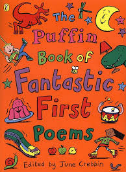 The
Puffin
Book of
Fantastic
First
Poems
Edited by June Crebbin